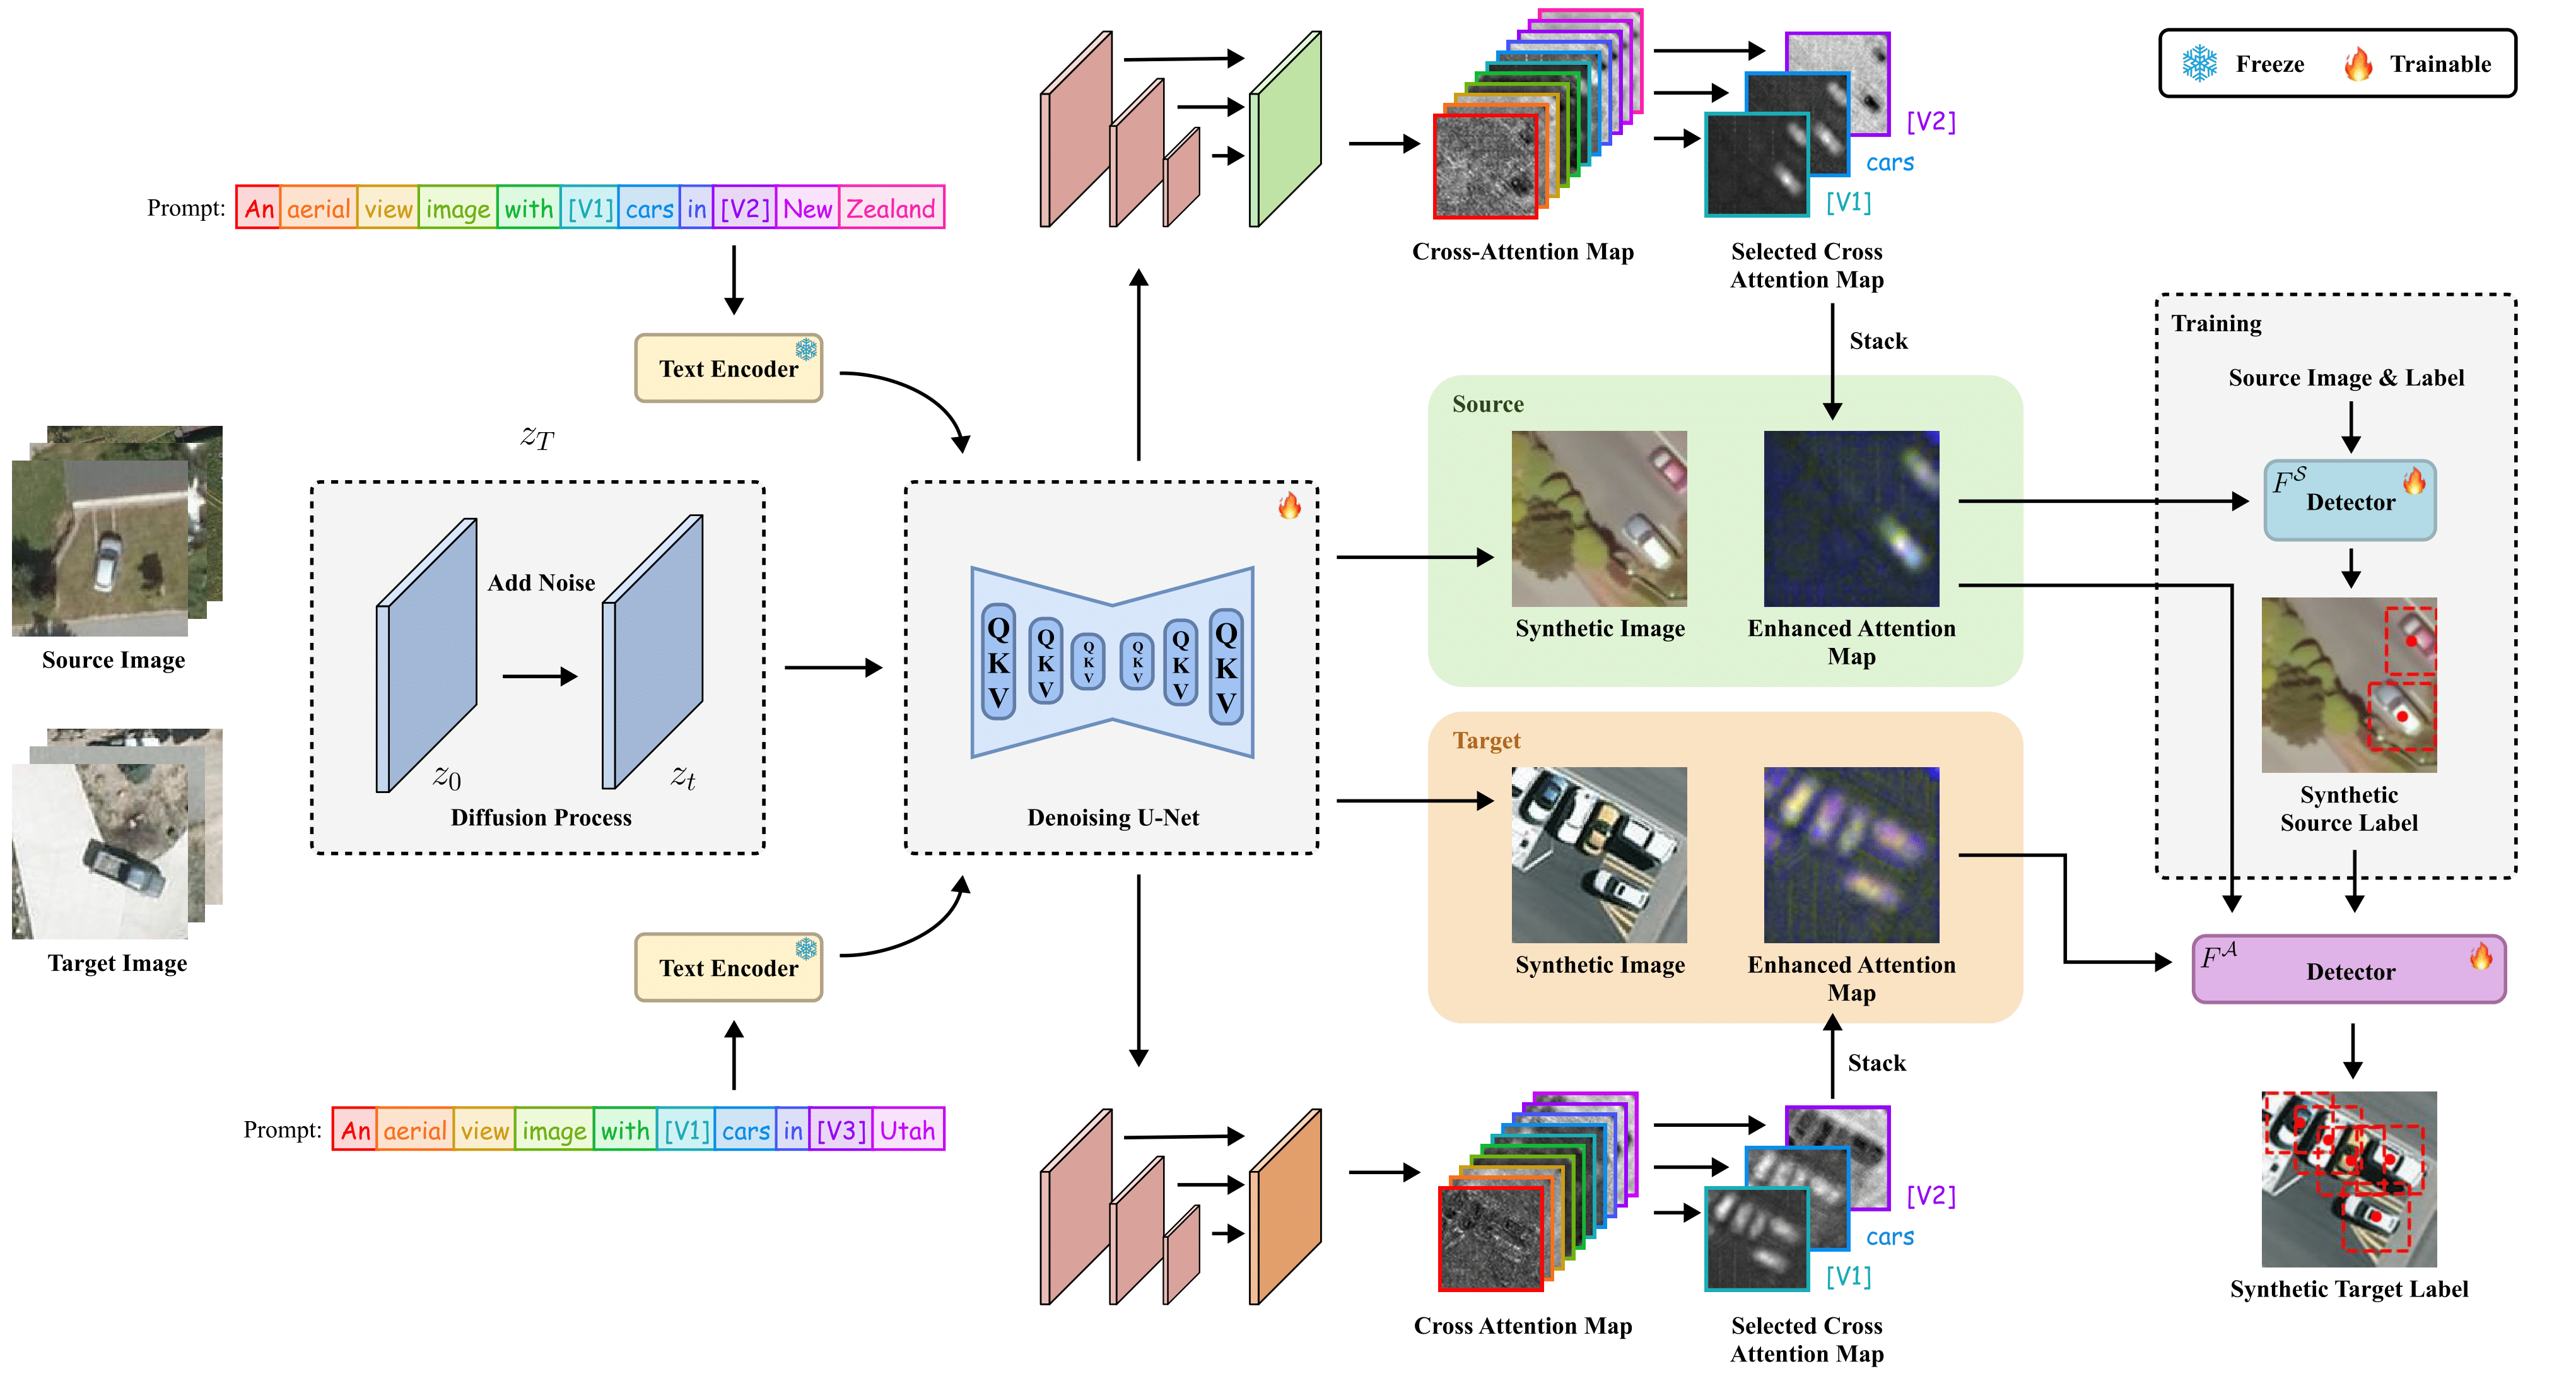 Freeze Trainable
[V2]
cars
[V1]
Prompt: An aerial view image with [V1] cars in [V2] New Zealand
Cross-Attention Map
Selected Cross
Attention Map
Stack
Text Encoder
Training
Source Image & Label
F^S Detector
Synthetic
Source Label
Source
Synthetic Image
Enhanced Attention
Map
z_T
Source Image
Add Noise
z_0
z_t
Diffusion Process
Q K V
Q K V
Q K V
Q K V
Q K V
Q K V
Denoising U-Net
Target
Synthetic Image
Enhanced Attention
Map
Target Image
Text Encoder
F^A Detector
Stack
Prompt: An aerial view image with [V1] cars in [V3] Utah
[V2]
cars
[V1]
Cross Attention Map
Selected Cross
Attention Map
Synthetic Target Label